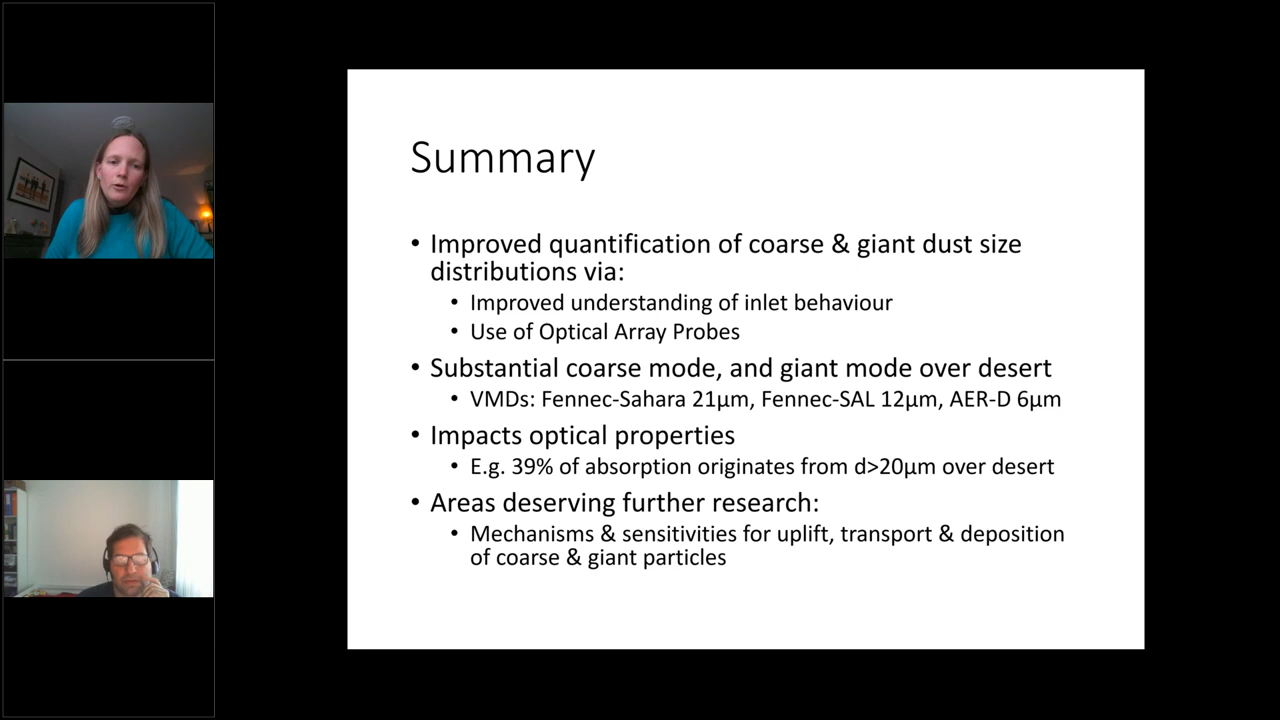 Summary
• Improved quantification of coarse & giant dust size
distributions via:
• Improved understanding of inlet behaviour
• Use of Optical Array Probes
• Substantial coarse mode, and giant mode over desert
• VMDs: Fennec-Sahara 21µm, Fennec-SAL 12µm, AER-D 6µm
• Impacts optical properties
• E.g. 39% of absorption originates from d>20µm over desert
• Areas deserving further research:
• Mechanisms & sensitivities for uplift, transport & deposition
of coarse & giant particles